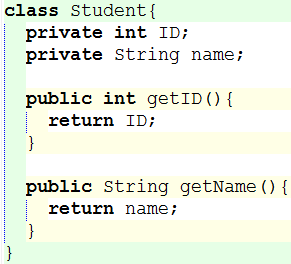 class Student{
private int ID;
private String name;
public int getID(){
return ID;
}
public String getName(){
return name;
}
}